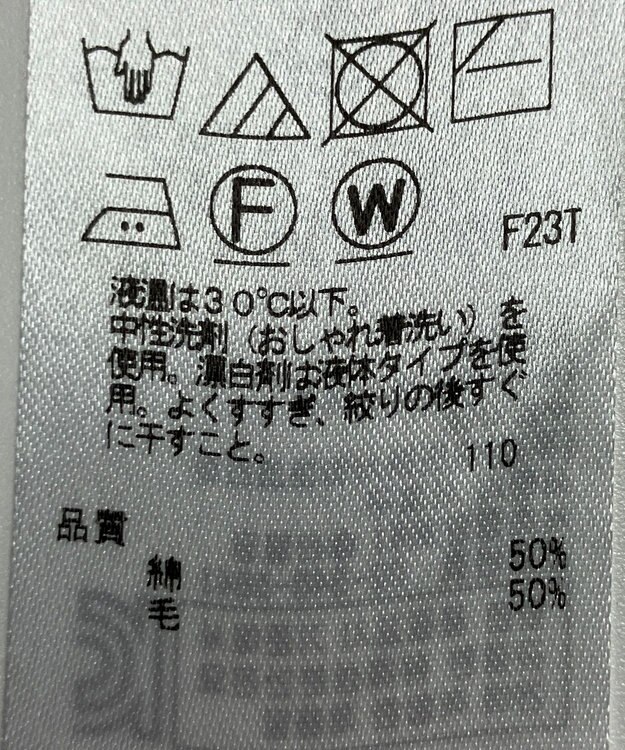 F
W
F23T
液温は30℃以下。
中性洗剤（おしゃれ着洗い）を
使用。漂白剤は液体タイプを使
用。よくすすぎ、絞りの後すぐ
に干すこと。
110
品質
綿 50%
毛 50%